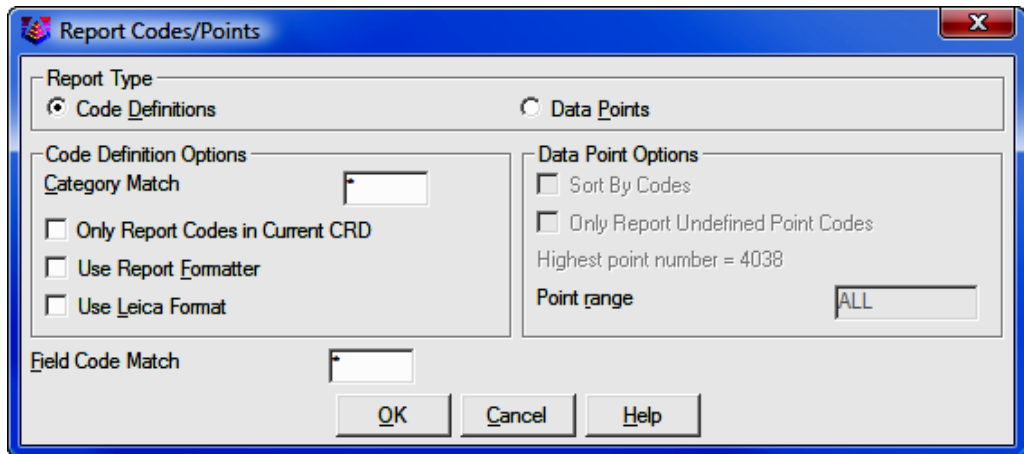 Report Codes/Points
Report Type
Code Definitions
Data Points
Code Definition Options
Category Match *
Only Report Codes in Current CRD
Use Report Formatter
Use Leica Format
Data Point Options
Sort By Codes
Only Report Undefined Point Codes
Highest point number = 4038
Point range ALL
Field Code Match *
OK Cancel Help